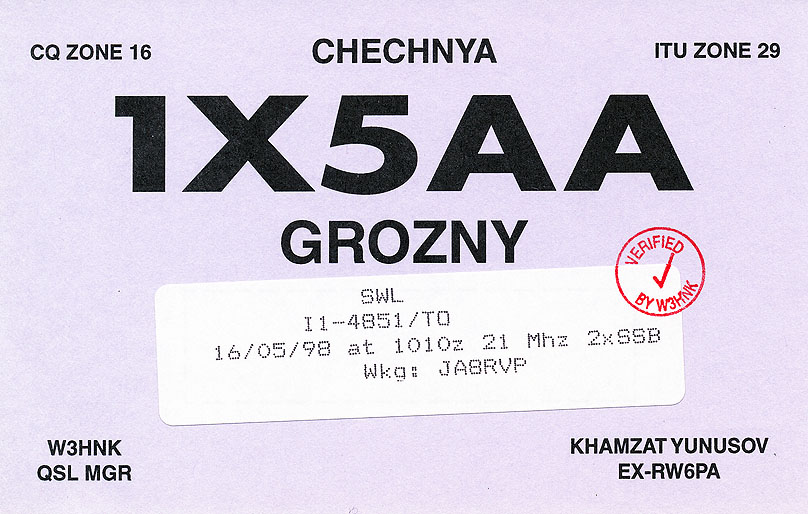 CQ ZONE 16
CHECHNYA
ITU ZONE 29
1X5AA
GROZNY
VERIFIED
BY W3HNK
SWL
I1-4851/TO
16/05/98 at 1010z 21 Mhz 2xSSB
Wkg: JA8RVP
W3HNK
QSL MGR
KHAMZAT YUNUSOV
EX-RW6PA